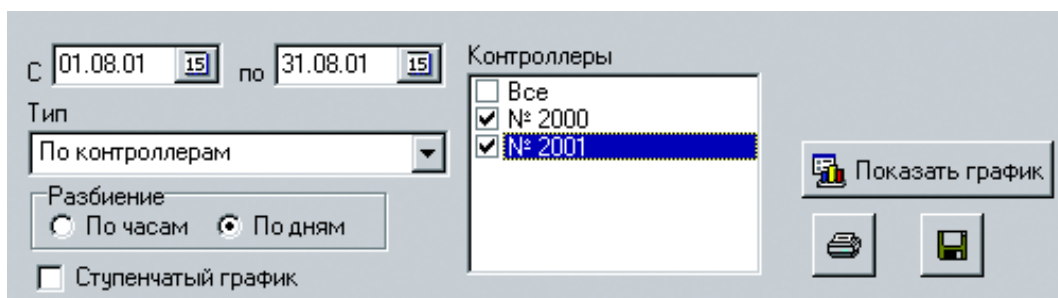 С 01.08.01 15 по 31.08.01 15
Тип
По контроллерам
Разбиение
По часам По дням
Ступенчатый график
Контроллеры
Все
№ 2000
№ 2001
Показать график